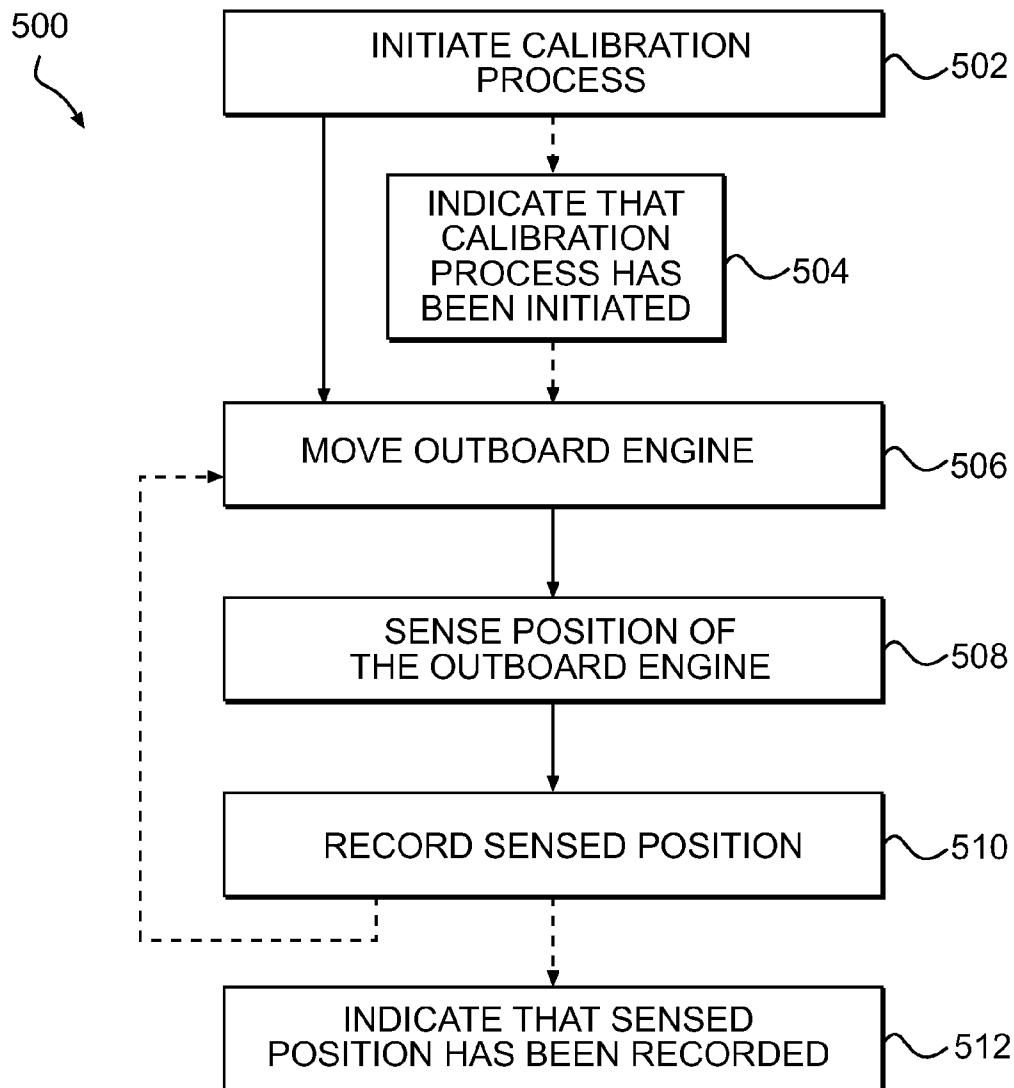 500
INITIATE CALIBRATION
PROCESS
502
INDICATE THAT
CALIBRATION
PROCESS HAS
BEEN INITIATED
504
MOVE OUTBOARD ENGINE
506
SENSE POSITION OF
THE OUTBOARD ENGINE
508
RECORD SENSED POSITION
510
INDICATE THAT SENSED
POSITION HAS BEEN RECORDED
512